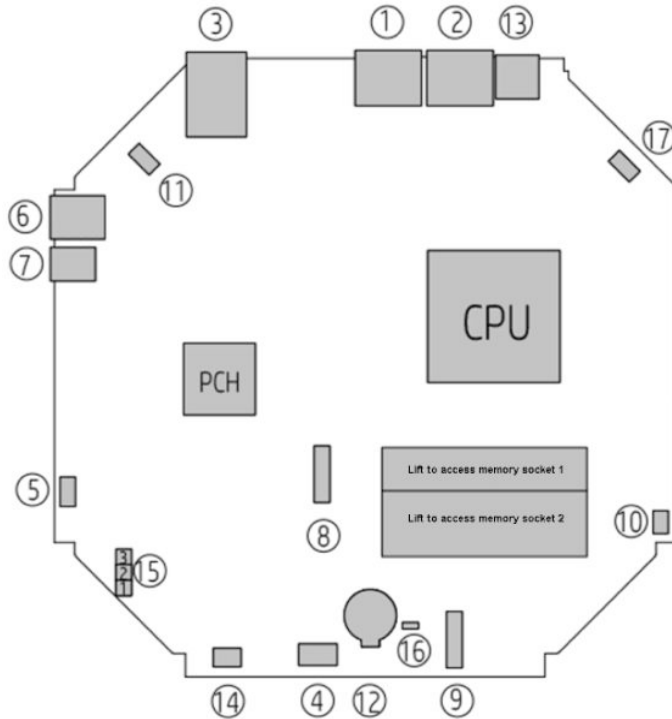 ③ ① ② ⑬
⑰
⑪
⑥
⑦
CPU
PCH
Lift to access memory socket 1
⑤
Lift to access memory socket 2
⑩
⑧
3
2 ⑮
1
⑯
⑭ ④ ⑫ ⑨